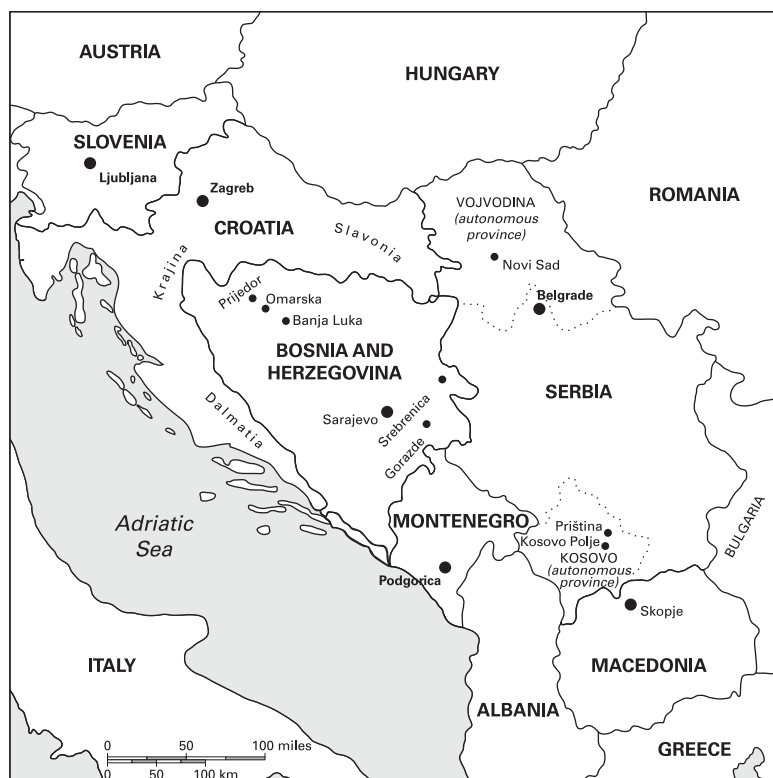 AUSTRIA
HUNGARY
SLOVENIA
Ljubljana
Zagreb
CROATIA
Slavonia
Krajina
VOJVODINA
(autonomous
province)
Novi Sad
ROMANIA
Belgrade
Prijedor
Omarska
Banja Luka
BOSNIA AND
HERZEGOVINA
Dalmatia
Sarajevo
Srebrenica
Gorazde
SERBIA
Adriatic
Sea
MONTENEGRO
Podgorica
Priština
Kosovo Polje
KOSOVO
(autonomous
province)
BULGARIA
Skopje
MACEDONIA
ITALY
ALBANIA
GREECE
0 50 100 miles
0 50 100 km